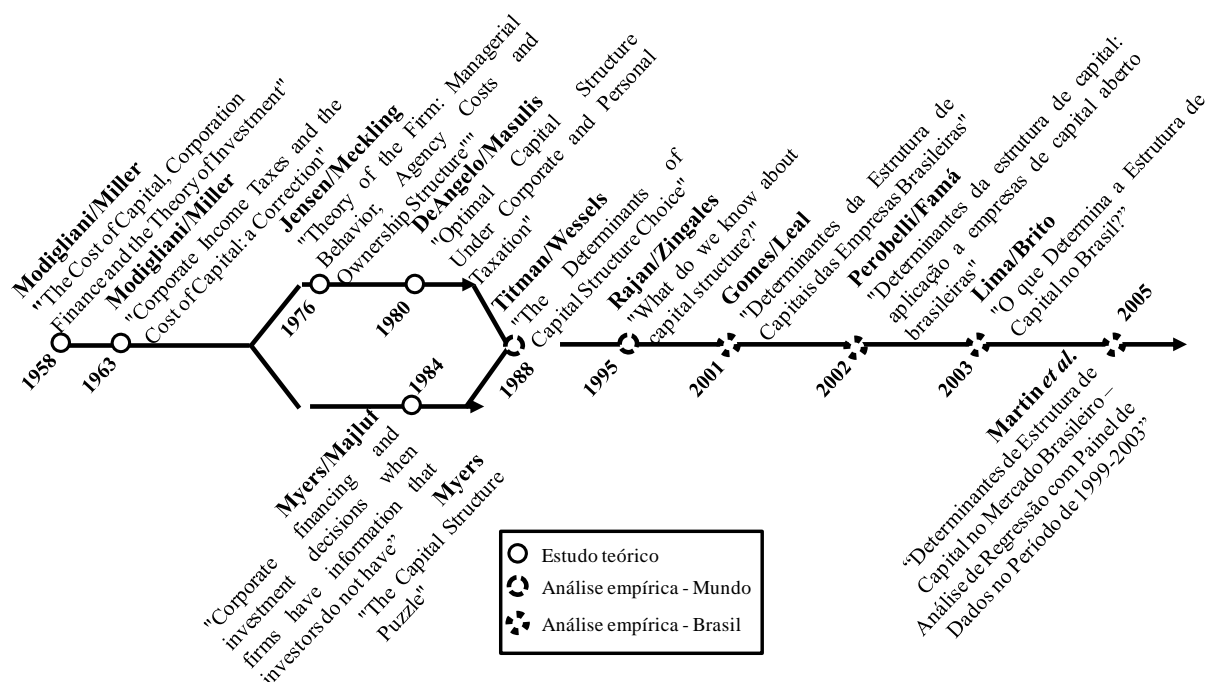 Modigliani/Miller
"The Cost of Capital, Corporation
Finance and the Theory of Investment"
1958
Modigliani/Miller
"Corporate Income Taxes and the
Cost of Capital: a Correction"
1963
Jensen/Meckling
"Theory of the Firm: Managerial
Behavior, Agency Costs and
Ownership Structure""
1976
DeAngelo/Masulis
"Optimal Capital Structure
Under Corporate and Personal
Taxation"
1980
1984
Myers/Majluf
"Corporate financing and
investment decisions when
firms have information that
investors do not have”
Myers
"The Capital Structure
Puzzle"
Titman/Wessels
"The Determinants of
Capital Structure Choice"
1988
Rajan/Zingales
"What do we know about
capital structure?"
1995
Gomes/Leal
"Determinantes da Estrutura de
Capitais das Empresas Brasileiras"
2001
Perobelli/Famá
"Determinantes da estrutura de capital:
aplicação a empresas de capital aberto
brasileiras"
2002
Lima/Brito
"O que Determina a Estrutura de
Capital no Brasil?”
2003
2005
Martin et al.
“Determinantes de Estrutura de
Capital no Mercado Brasileiro –
Análise de Regressão com Painel de
Dados no Período de 1999-2003”
Estudo teórico
Análise empírica - Mundo
Análise empírica - Brasil